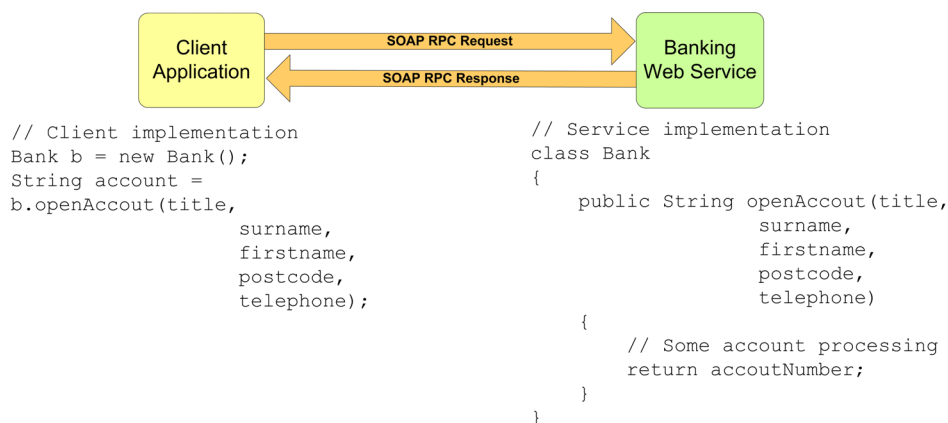 Client
Application
SOAP RPC Request
SOAP RPC Response
Banking
Web Service
// Client implementation
Bank b = new Bank();
String account =
b.openAccout(title,
surname,
firstname,
postcode,
telephone);
// Service implementation
class Bank
{
public String openAccout(title,
surname,
firstname,
postcode,
telephone)
{
// Some account processing
return accoutNumber;
}
}